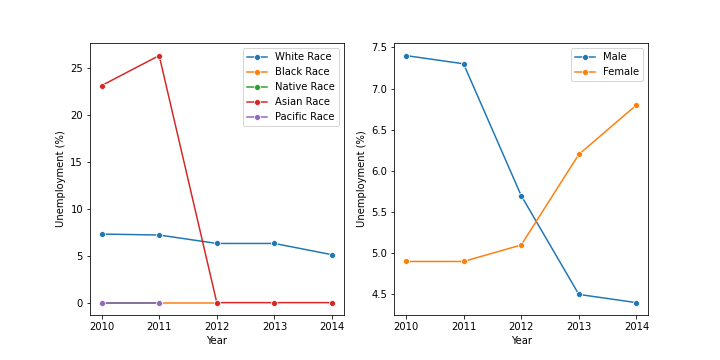 Unemployment (%)
25
20
15
10
5
0
2010 2011 2012 2013 2014
Year
White Race
Black Race
Native Race
Asian Race
Pacific Race
Unemployment (%)
7.5
7.0
6.5
6.0
5.5
5.0
4.5
2010 2011 2012 2013 2014
Year
Male
Female